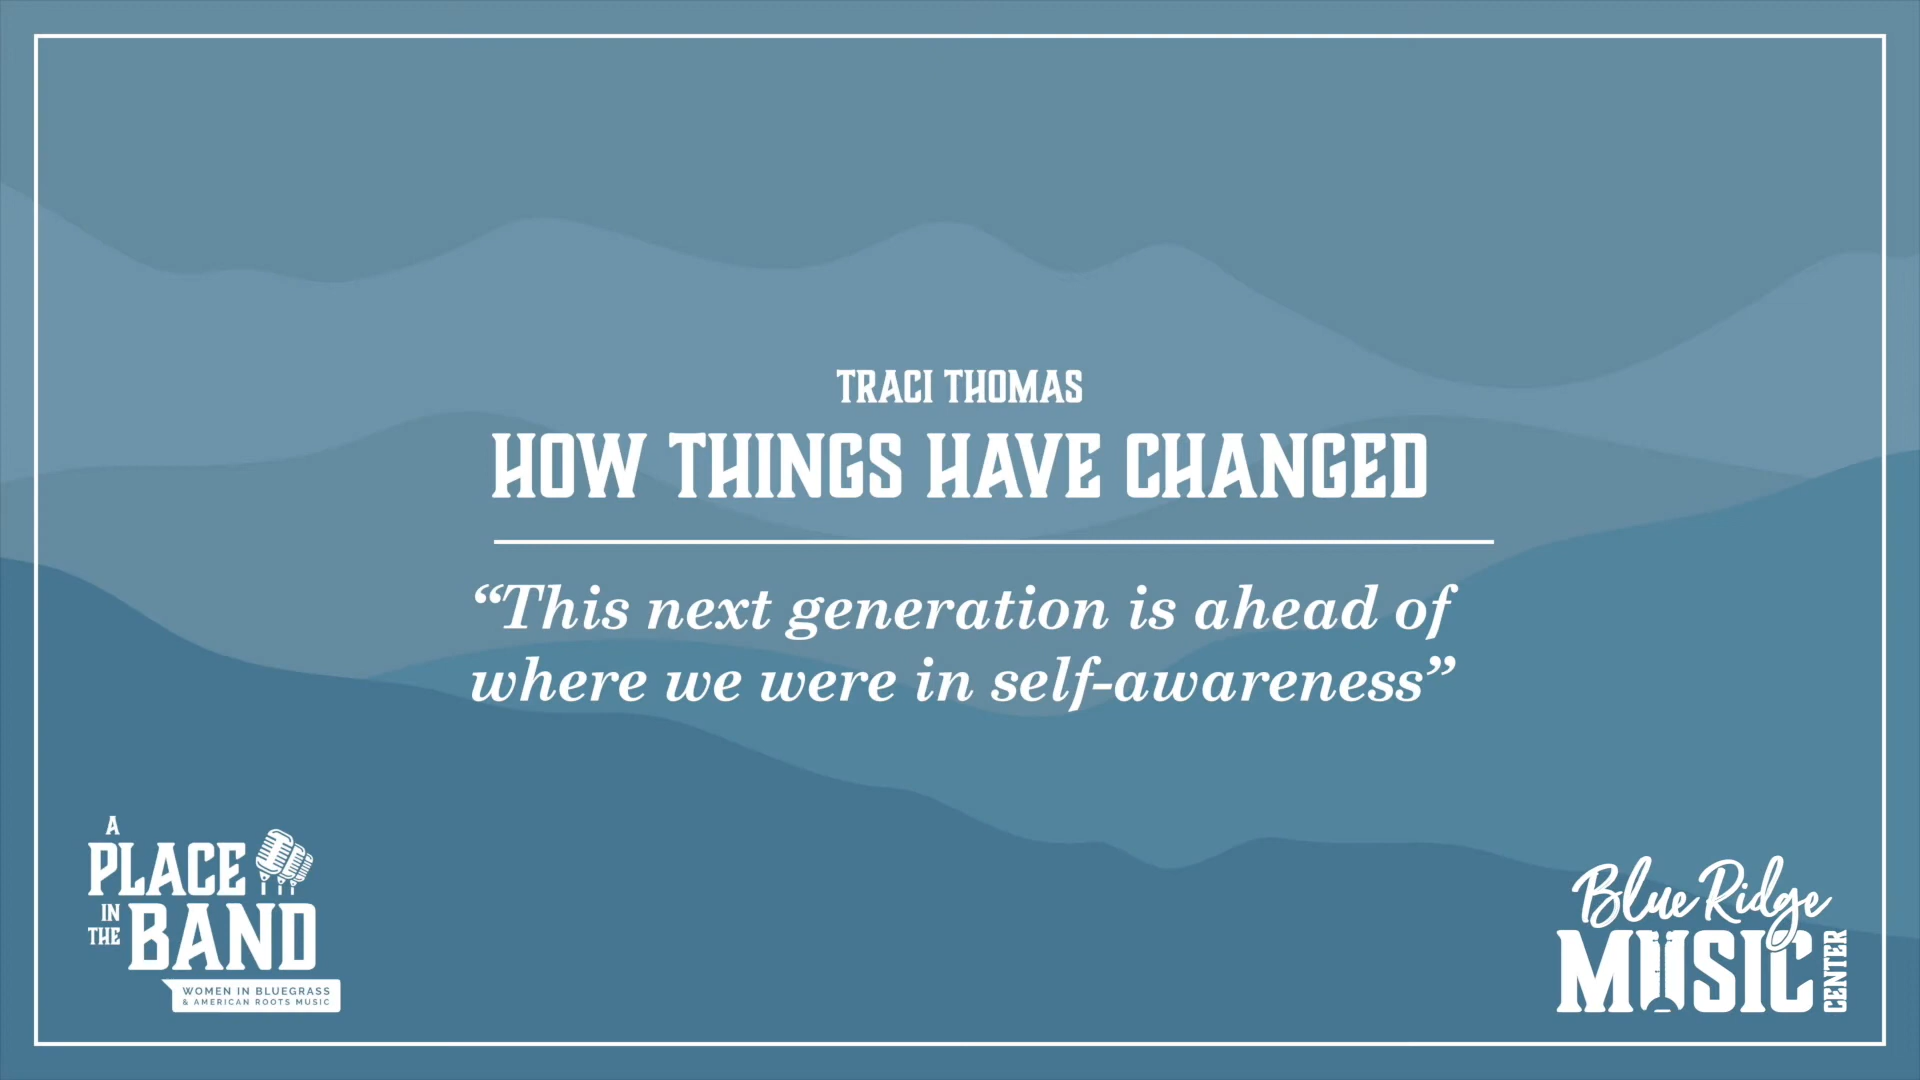 TRACI THOMAS
HOW THINGS HAVE CHANGED
“This next generation is ahead of
where we were in self-awareness”
A
PLACE
IN
THE
BAND
WOMEN IN BLUEGRASS
& AMERICAN ROOTS MUSIC
Blue Ridge
MUSIC
CENTER